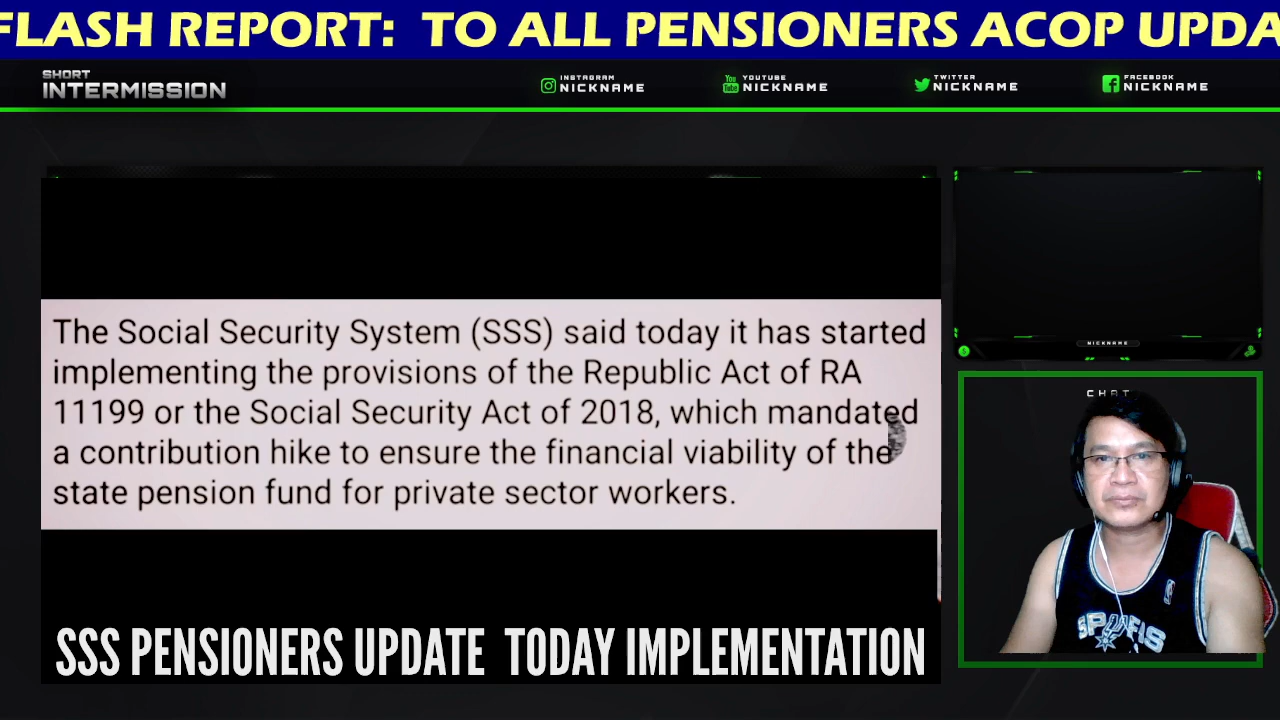 FLASH REPORT: TO ALL PENSIONERS ACOP UPDA
SHORT
INTERMISSION
INSTAGRAM
NICKNAME
You
Tube
YOUTUBE
NICKNAME
TWITTER
NICKNAME
FACEBOOK
NICKNAME
The Social Security System (SSS) said today it has started
implementing the provisions of the Republic Act of RA
11199 or the Social Security Act of 2018, which mandated
a contribution hike to ensure the financial viability of the
state pension fund for private sector workers.
SSS PENSIONERS UPDATE TODAY IMPLEMENTATION
NICKNAME
CHAT
SPURS